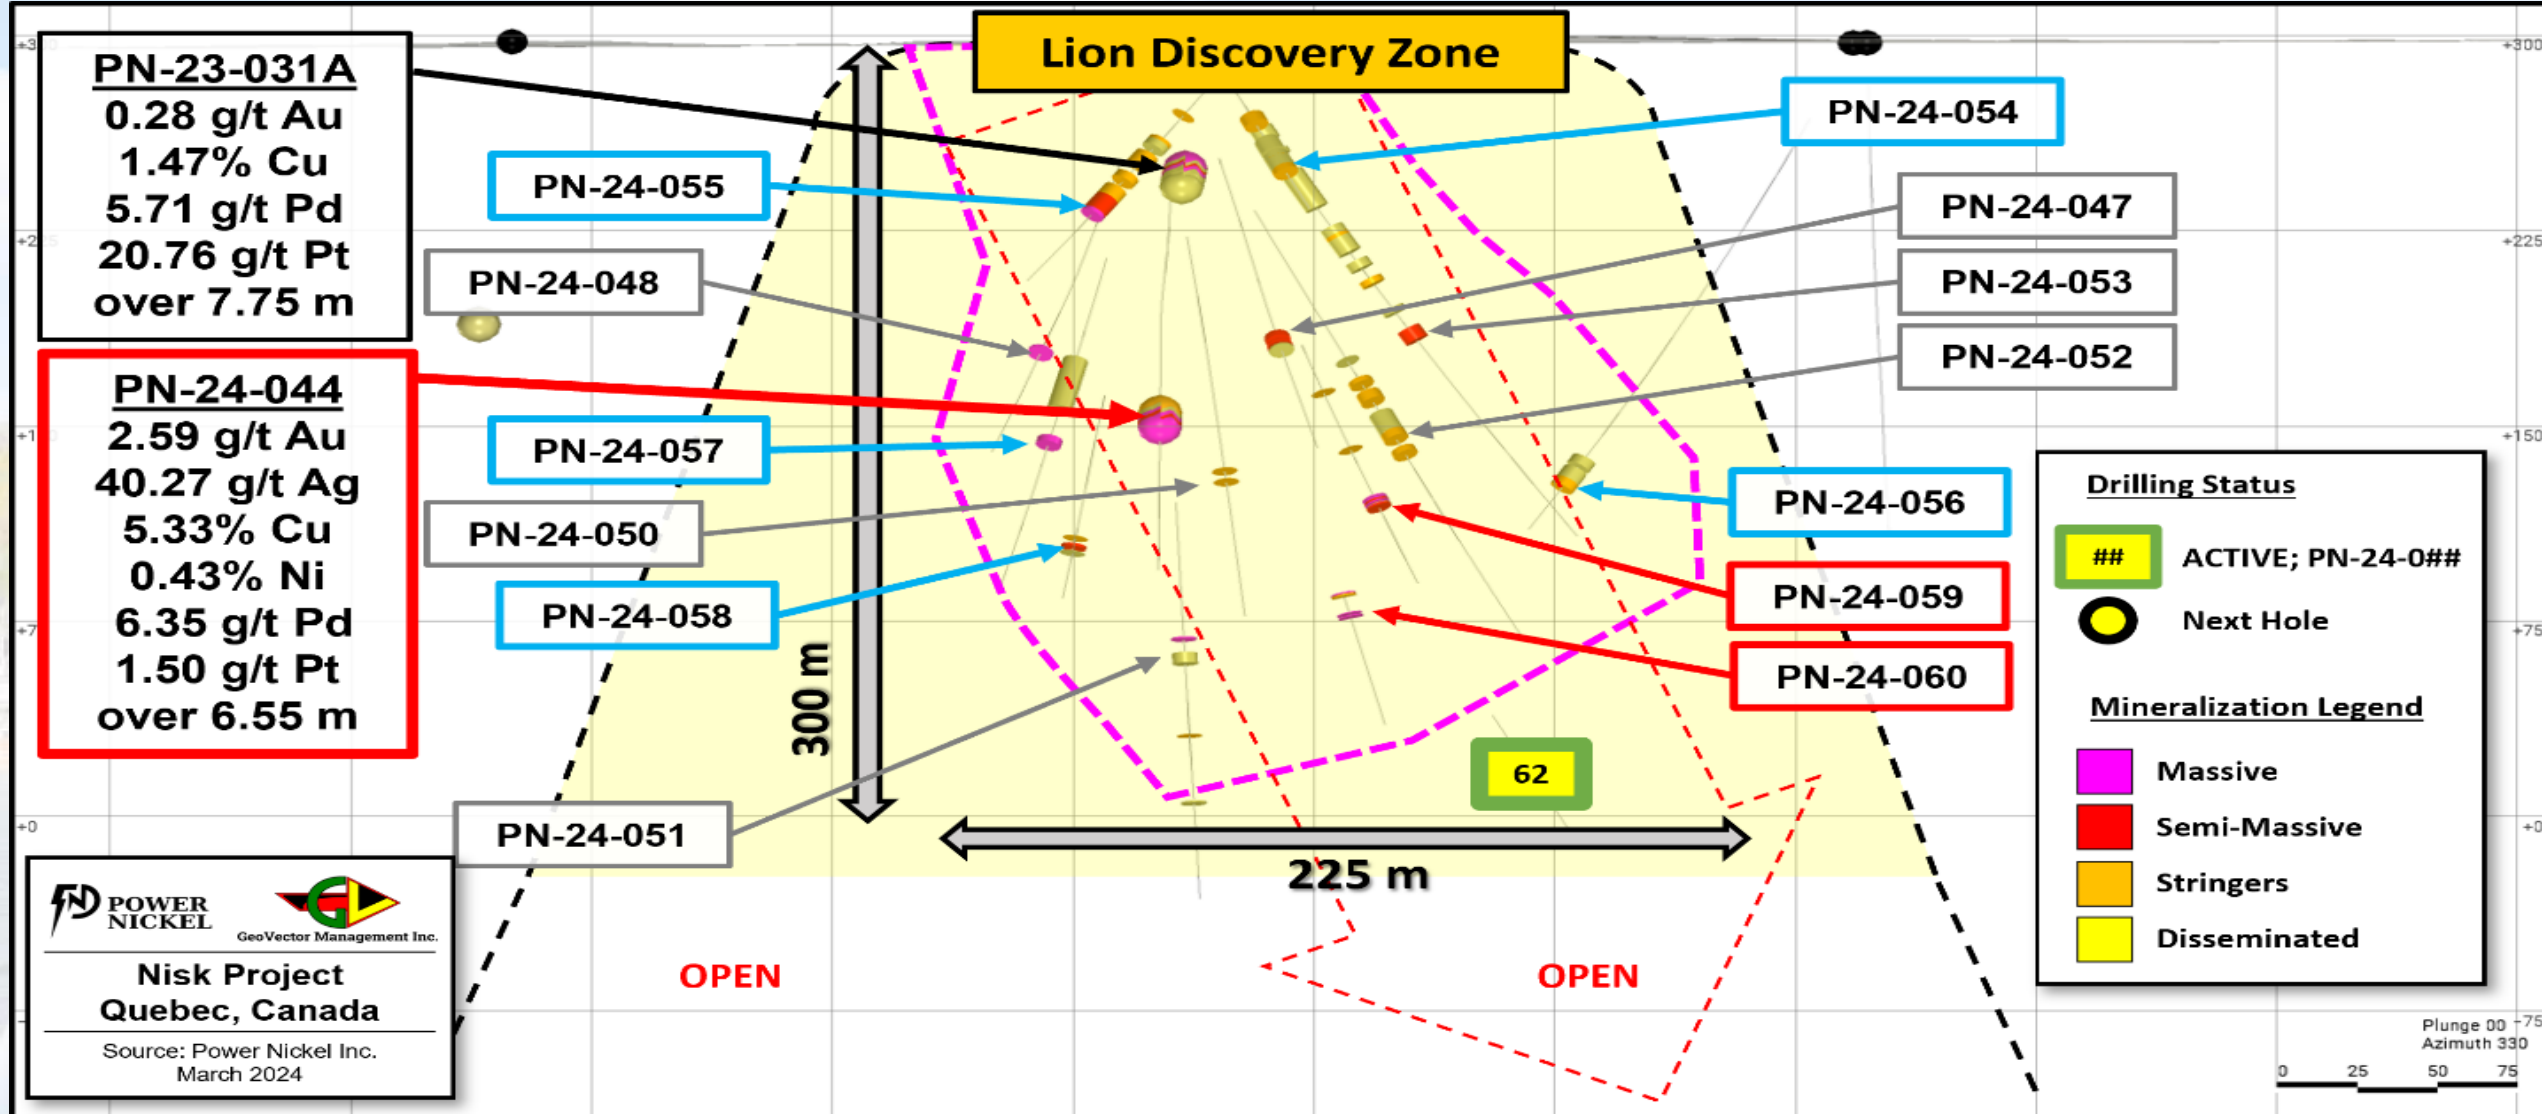 Lion Discovery Zone
PN-23-031A
0.28 g/t Au
1.47% Cu
5.71 g/t Pd
20.76 g/t Pt
over 7.75 m
PN-24-044
2.59 g/t Au
40.27 g/t Ag
5.33% Cu
0.43% Ni
6.35 g/t Pd
1.50 g/t Pt
over 6.55 m
PN-24-055
PN-24-048
PN-24-057
PN-24-050
PN-24-058
PN-24-051
PN-24-054
PN-24-047
PN-24-053
PN-24-052
PN-24-056
PN-24-059
PN-24-060
300 m
225 m
62
OPEN
OPEN
+0
+300
+225
+150
+75
+0
-75
Drilling Status
## ACTIVE; PN-24-0##
Next Hole
Mineralization Legend
Massive
Semi-Massive
Stringers
Disseminated
POWER
NICKEL
GeoVector Management Inc.
Nisk Project
Quebec, Canada
Source: Power Nickel Inc.
March 2024
Plunge 00
Azimuth 330
0 25 50 75